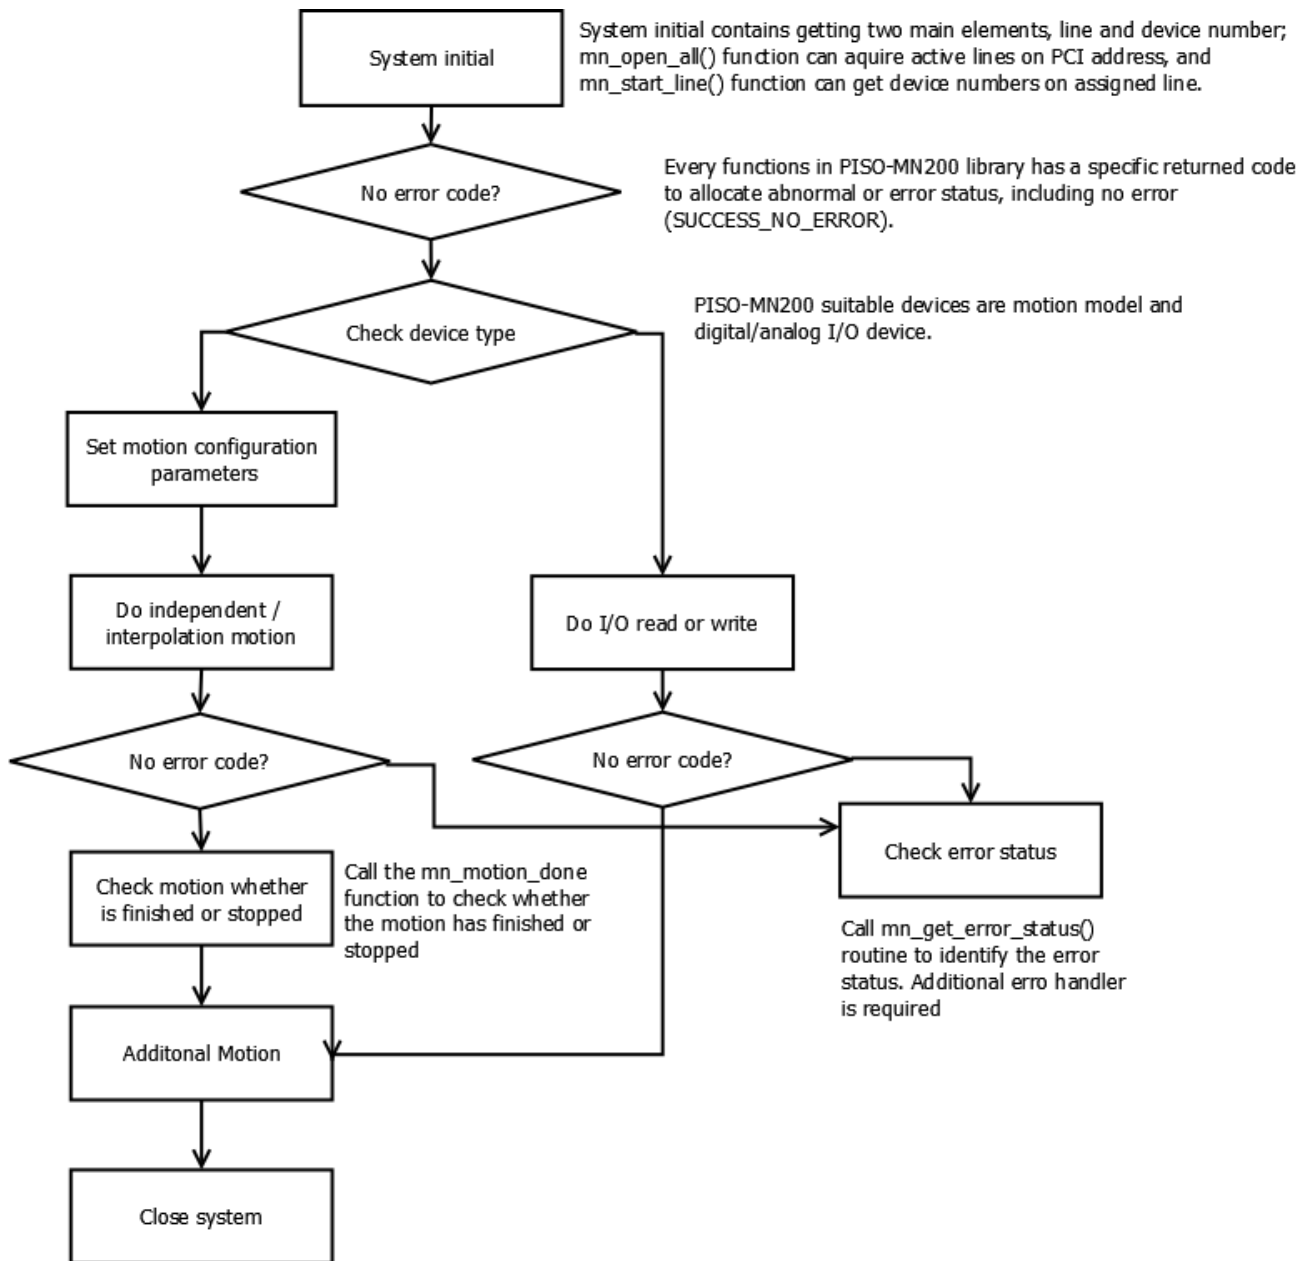 System initial
System initial contains getting two main elements, line and device number;
mn_open_all() function can aquire active lines on PCI address, and
mn_start_line() function can get device numbers on assigned line.
No error code?
Every functions in PISO-MN200 library has a specific returned code
to allocate abnormal or error status, including no error
(SUCCESS_NO_ERROR).
Check device type
PISO-MN200 suitable devices are motion model and
digital/analog I/O device.
Set motion configuration
parameters
Do independent /
interpolation motion
Do I/O read or write
No error code?
No error code?
Check error status
Check motion whether
is finished or stopped
Call the mn_motion_done
function to check whether
the motion has finished or
stopped
Call mn_get_error_status()
routine to identify the error
status. Additional erro handler
is required
Additonal Motion
Close system